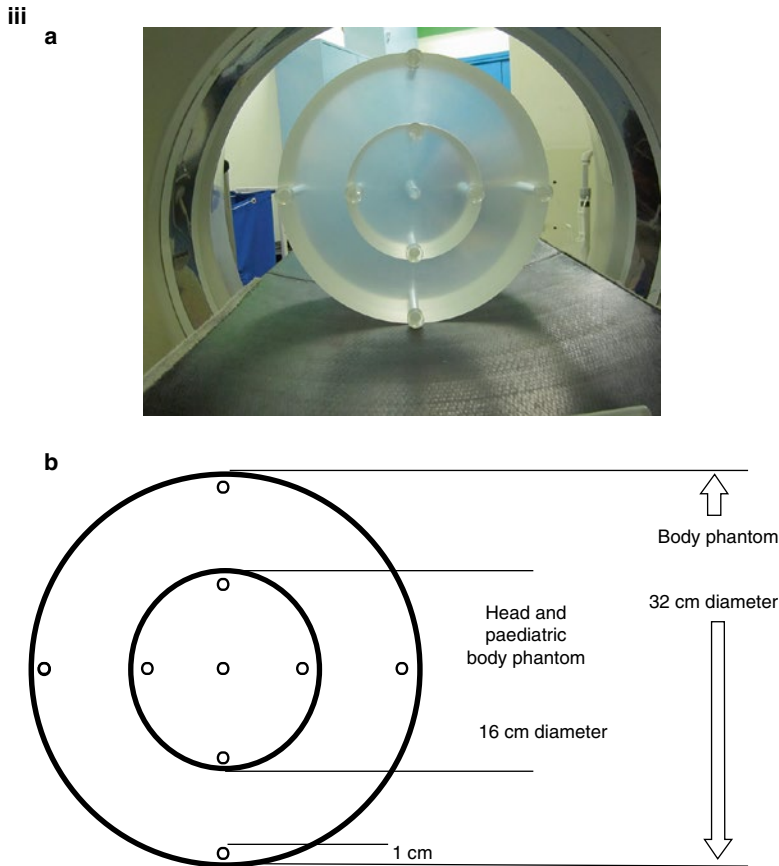 iii
a
b
Body phantom
32 cm diameter
Head and
paediatric
body phantom
16 cm diameter
1 cm